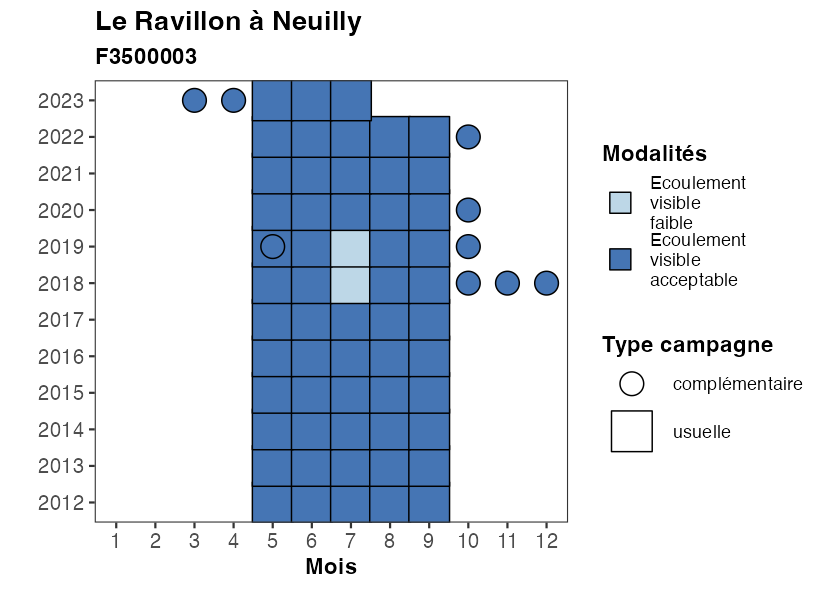 Le Ravillon à Neuilly
F3500003
2023
2022
2021
2020
2019
2018
2017
2016
2015
2014
2013
2012
1 2 3 4 5 6 7 8 9 10 11 12
Mois
Modalités
Ecoulement
visible
faible
Ecoulement
visible
acceptable
Type campagne
complémentaire
usuelle